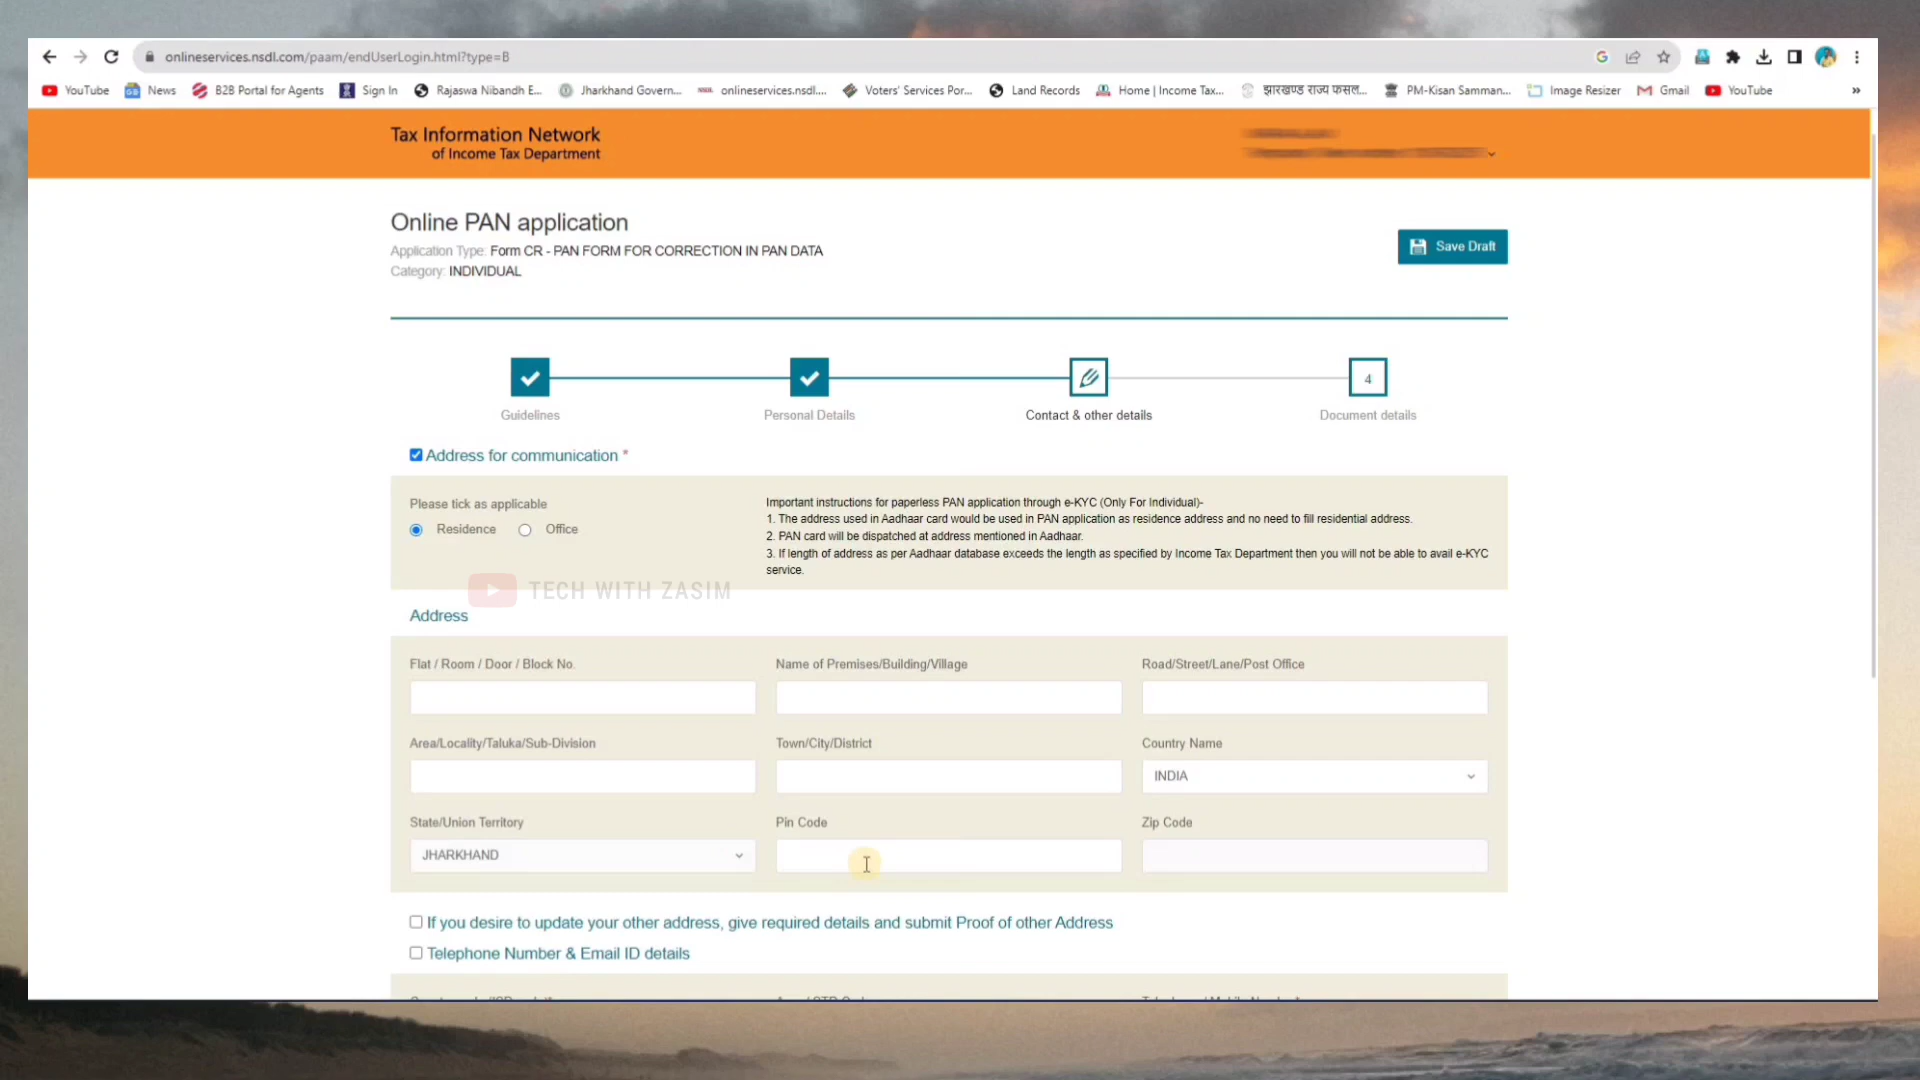 onlineservices.nsdl.com/paam/endUserLogin.html?type=B
YouTube News B2B Portal for Agents Sign In Rajaswa Nibandh E... Jharkhand Govern... onlineservices.nsdl.... Voters' Services Por... Land Records Home | Income Tax... झारखण्ड राज्य फसल... PM-Kisan Samman... Image Resizer Gmail YouTube »
Tax Information Network
of Income Tax Department
Online PAN application
Application Type: Form CR - PAN FORM FOR CORRECTION IN PAN DATA
Category: INDIVIDUAL
Save Draft
4
Guidelines Personal Details Contact & other details Document details
Address for communication *
Please tick as applicable
Residence Office
Important instructions for paperless PAN application through e-KYC (Only For Individual)-
1. The address used in Aadhaar card would be used in PAN application as residence address and no need to fill residential address.
2. PAN card will be dispatched at address mentioned in Aadhaar.
3. If length of address as per Aadhaar database exceeds the length as specified by Income Tax Department then you will not be able to avail e-KYC
service.
TECH WITH ZASIM
Address
Flat / Room / Door / Block No. Name of Premises/Building/Village Road/Street/Lane/Post Office
Area/Locality/Taluka/Sub-Division Town/City/District Country Name
INDIA
State/Union Territory Pin Code Zip Code
JHARKHAND
If you desire to update your other address, give required details and submit Proof of other Address
Telephone Number & Email ID details